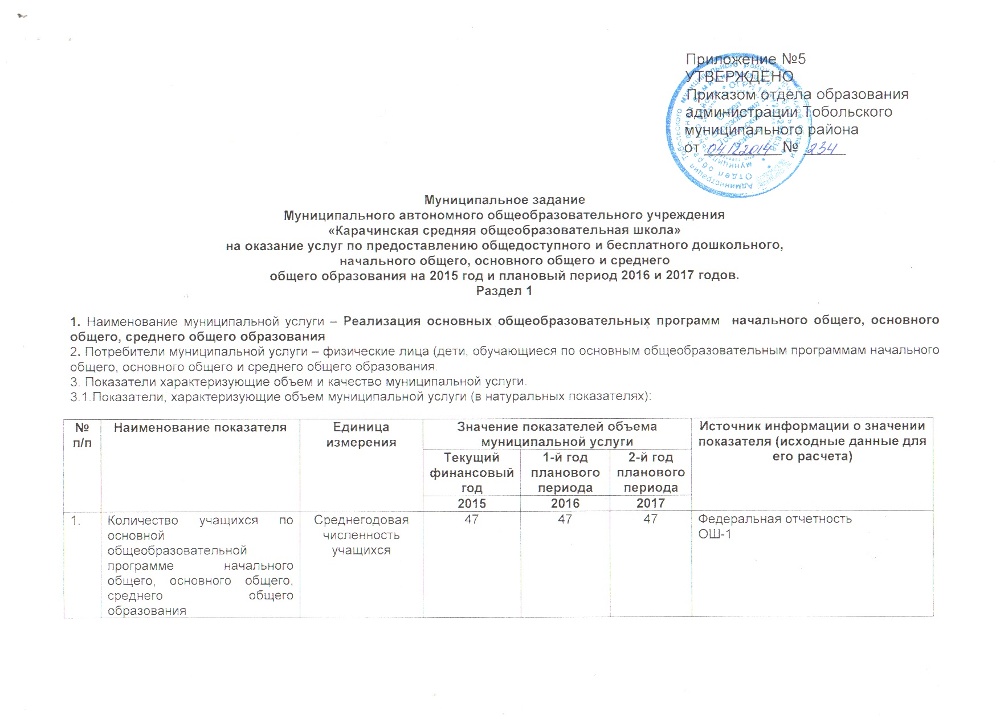 Приложение №5
УТВЕРЖДЕНО
Приказом отдела образования
администрации Тобольского
муниципального района
от 04.12.2014 № 234
Муниципальное задание
Муниципального автономного общеобразовательного учреждения
«Карачинская средняя общеобразовательная школа»
на оказание услуг по предоставлению общедоступного и бесплатного дошкольного,
начального общего, основного общего и среднего
общего образования на 2015 год и плановый период 2016 и 2017 годов.
Раздел 1
1. Наименование муниципальной услуги – Реализация основных общеобразовательных программ начального общего, основного
общего, среднего общего образования
2. Потребители муниципальной услуги – физические лица (дети, обучающиеся по основным общеобразовательным программам начального
общего, основного общего и среднего общего образования.
3. Показатели характеризующие объем и качество муниципальной услуги.
3.1.Показатели, характеризующие объем муниципальной услуги (в натуральных показателях):
№
п/п
Наименование показателя
Единица
измерения
Значение показателей объема
муниципальной услуги
Источник информации о значении
показателя (исходные данные для
его расчета)
Текущий
финансовый
год
1-й год
планового
периода
2-й год
планового
периода
2015
2016
2017
1.
Количество учащихся по
основной
общеобразовательной
программе начального
общего, основного общего,
среднего общего
образования
Среднегодовая
численность
учащихся
47
47
47
Федеральная отчетность
ОШ-1